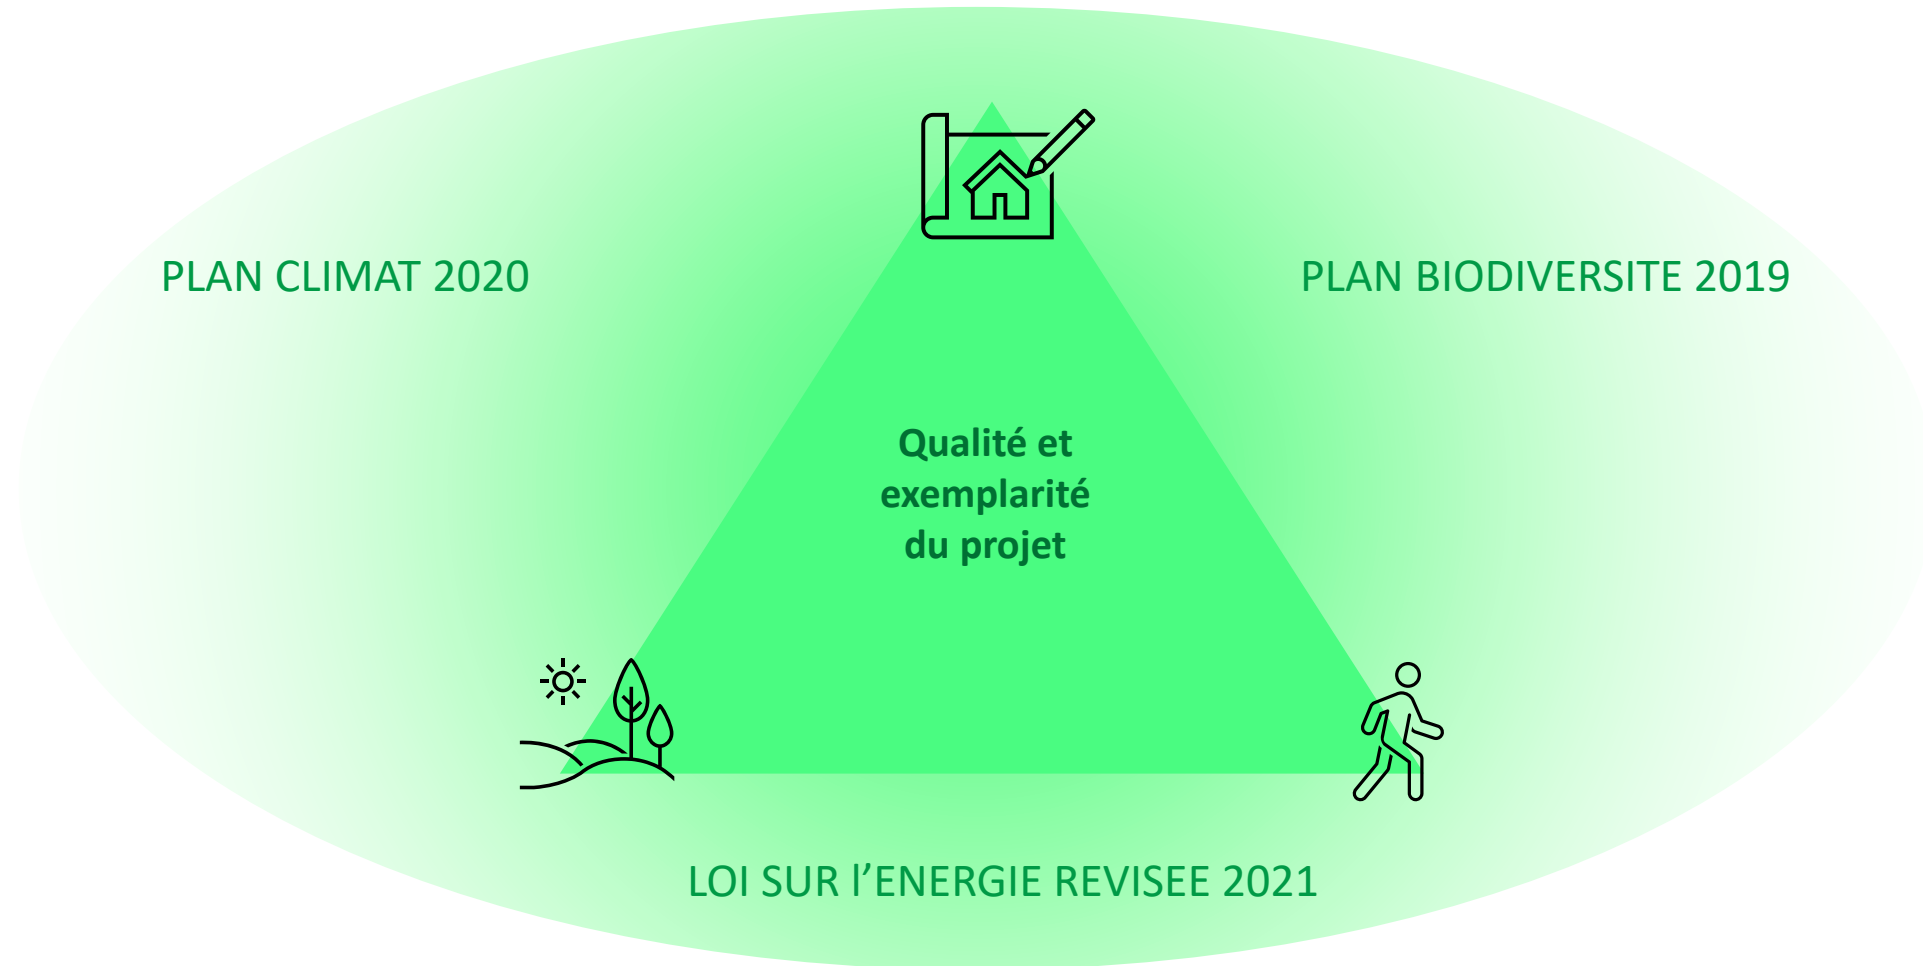 PLAN CLIMAT 2020
PLAN BIODIVERSITE 2019
Qualité et
exemplarité
du projet
LOI SUR l’ENERGIE REVISEE 2021